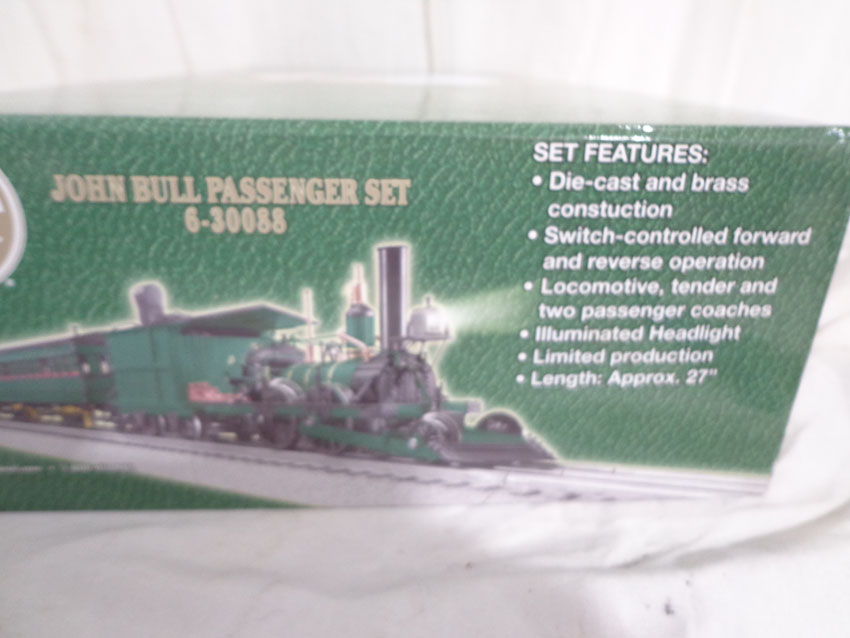 JOHN BULL PASSENGER SET
6-30088
SET FEATURES:
• Die-cast and brass
constuction
• Switch-controlled forward
and reverse operation
• Locomotive, tender and
two passenger coaches
• Illuminated Headlight
• Limited production
• Length: Approx. 27"